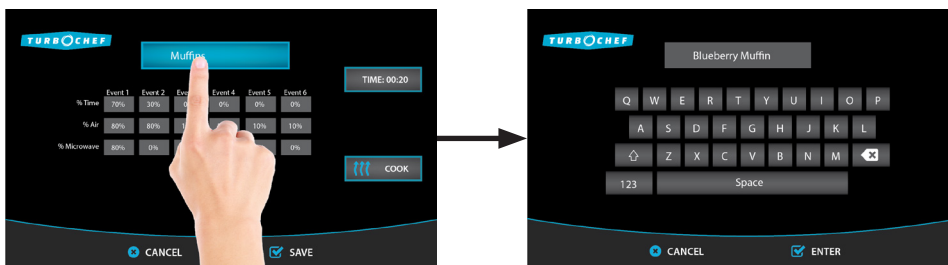 TURBOCHEF
Muffins
TIME: 00:20
Event 1 Event 2 Event 4 Event 5 Event 6
% Time 70% 30% 0% 0% 0%
% Air 80% 80% 10% 10%
% Microwave 80% 0% 0%
COOK
CANCEL SAVE
TURBOCHEF
Blueberry Muffin
Q W E R T Y U I O P
A S D F G H J K L
Z X C V B N M
123 Space
CANCEL ENTER